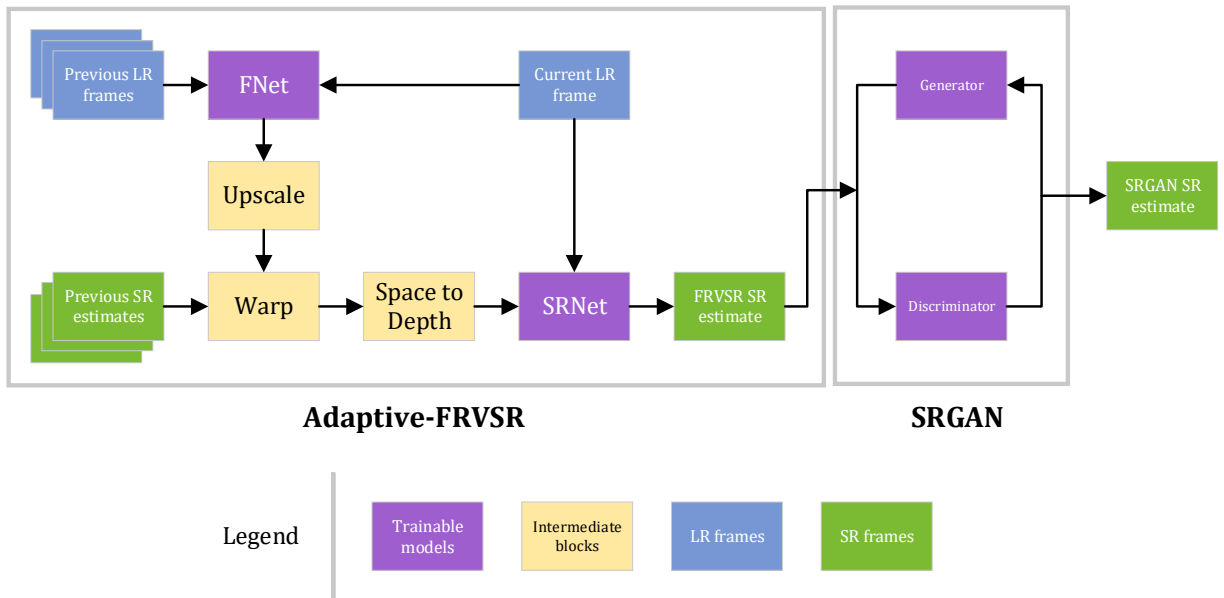 Previous LR
frames
FNet
Current LR
frame
Generator
Upscale
SRGAN SR
estimate
Previous SR
estimates
Warp
Space to
Depth
SRNet
FRVSR SR
estimate
Discriminator
Adaptive-FRVSR
SRGAN
Legend
Trainable
models
Intermediate
blocks
LR frames
SR frames